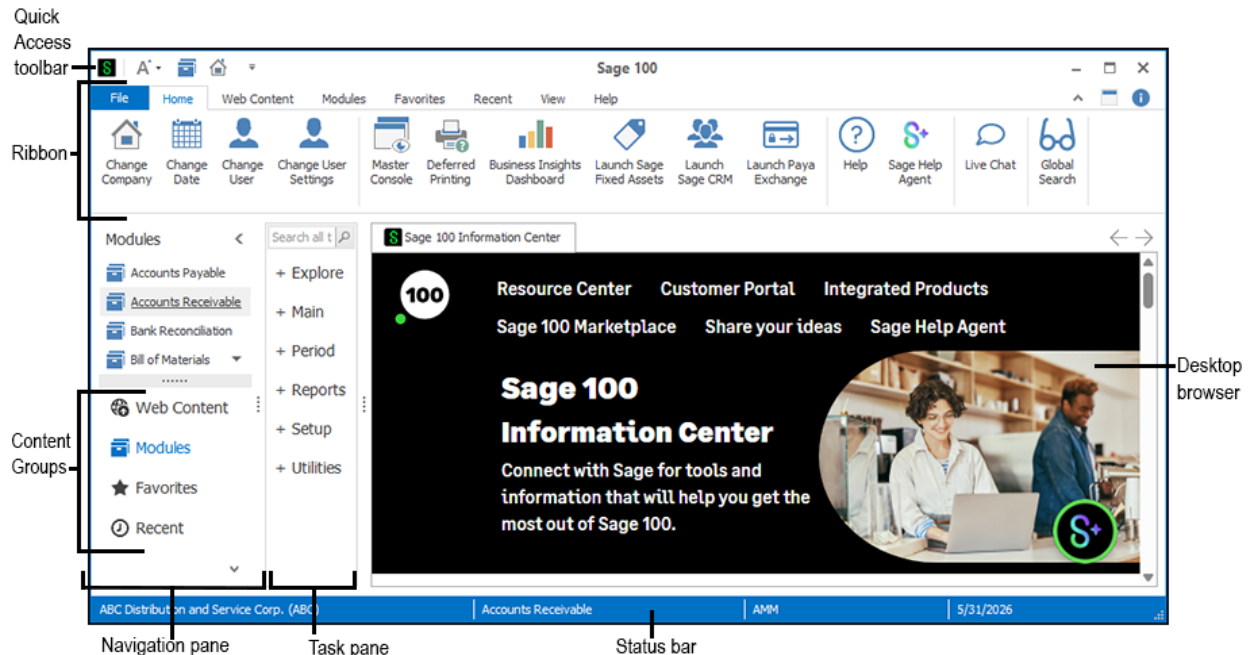 Quick
Access
toolbar
Sage 100
File Home Web Content Modules Favorites Recent View Help
Ribbon
Change
Company
Change
Date
Change
User
Change User
Settings
Master
Console
Deferred
Printing
Business Insights
Dashboard
Launch Sage
Fixed Assets
Launch
Sage CRM
Launch Paya
Exchange
Help
Sage Help
Agent
Live Chat
Global
Search
Modules
Accounts Payable
Accounts Receivable
Bank Reconciliation
Bill of Materials
Content
Groups
Web Content
Modules
Favorites
Recent
Search all t
+ Explore
+ Main
+ Period
+ Reports
+ Setup
+ Utilities
Sage 100 Information Center
100
Resource Center Customer Portal Integrated Products
Sage 100 Marketplace Share your ideas Sage Help Agent
Sage 100
Information Center
Connect with Sage for tools and
information that will help you get the
most out of Sage 100.
Desktop
browser
ABC Distribution and Service Corp. (ABC) Accounts Receivable AMM 5/31/2026
Navigation pane Task pane Status bar